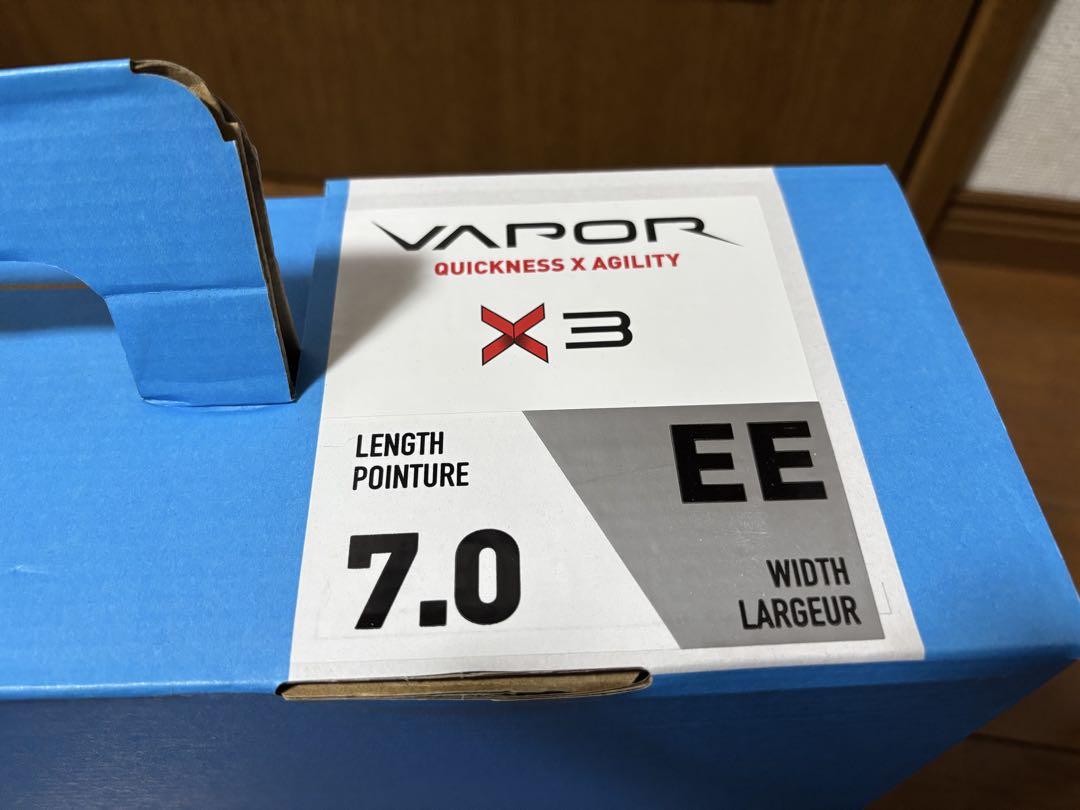 VAPOR
QUICKNESS X AGILITY
X3
LENGTH
POINTURE
7.0
EE
WIDTH
LARGEUR